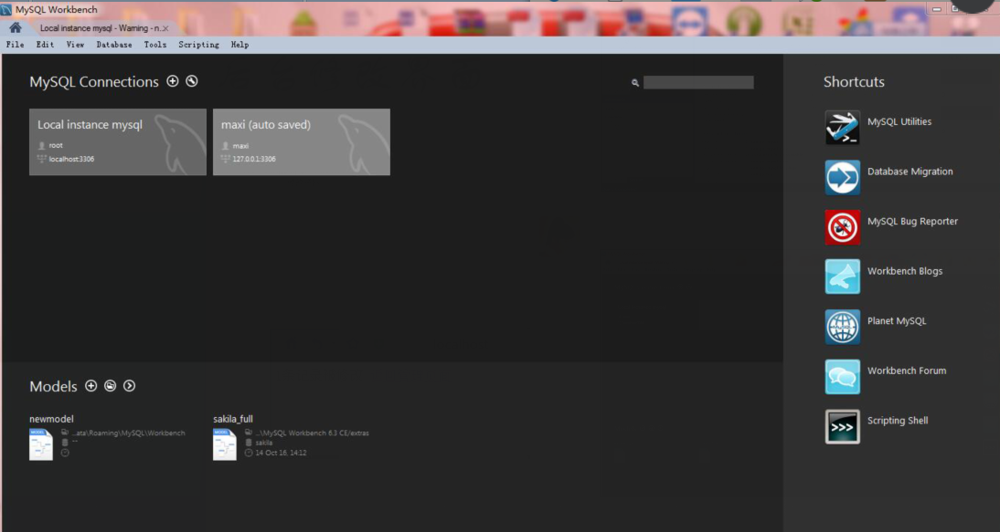 MySQL Workbench
Local instance mysql - Warning - n...
File Edit View Database Tools Scripting Help
MySQL Connections
Local instance mysql
root
localhost:3306
maxi (auto saved)
maxi
127.0.0.1:3306
Models
newmodel
...ata\Roaming\MySQL\Workbench
--
sakila_full
...\MySQL Workbench 6.3 CE/extras
sakila
14 Oct 16, 14:12
Shortcuts
MySQL Utilities
Database Migration
MySQL Bug Reporter
Workbench Blogs
Planet MySQL
Workbench Forum
Scripting Shell